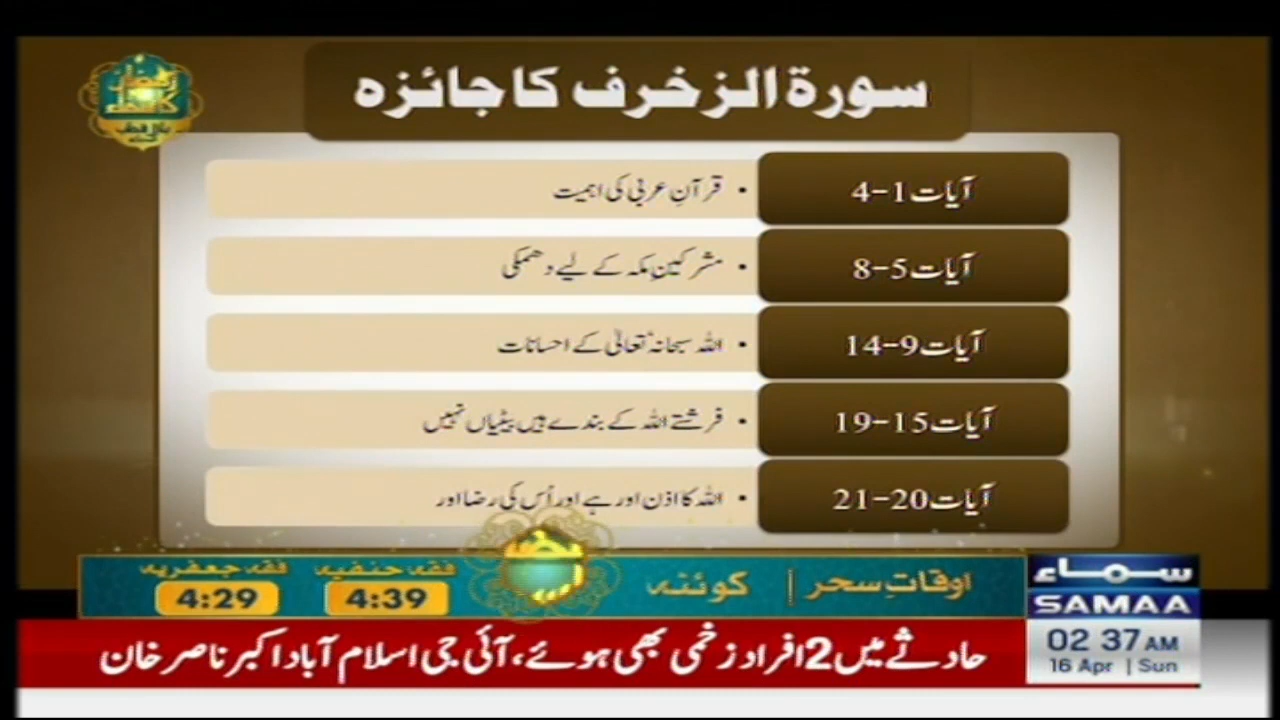 سورۃ الزخرف کا جائزہ
آیات 1-4
• قرآنِ عربی کی اہمیت
آیات 5-8
• مشرکینِ مکہ کے لیے دھمکی
آیات 9-14
• اللہ سبحانہٗ تعالیٰ کے احسانات
آیات 15-19
• فرشتے اللہ کے بندے ہیں بیٹیاں نہیں
آیات 20-21
• اللہ کا اذن اور ہے اور اُس کی رضا اور
اوقاتِ سحر | کوئٹہ
فقہ حنفیہ
4:39
فقہ جعفریہ
4:29
سماء
SAMAA
02 37 AM
16 Apr | Sun
حادثے میں 2 افراد زخمی بھی ہوئے، آئی جی اسلام آباد اکبر ناصر خان